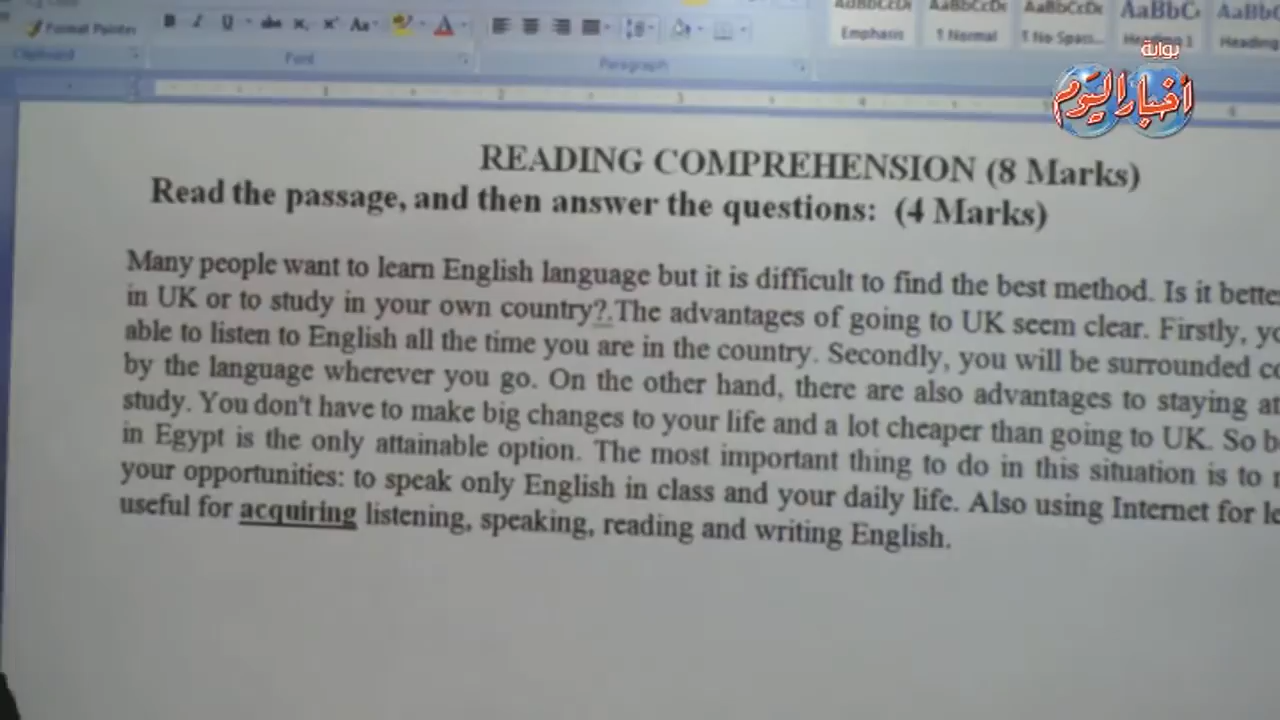 Format Painter
Clipboard
Font
Paragraph
Emphasis
¶ Normal
¶ No Spaci...
Heading 1
Heading
بوابة
أخبار اليوم
READING COMPREHENSION (8 Marks)
Read the passage, and then answer the questions: (4 Marks)
Many people want to learn English language but it is difficult to find the best method. Is it bette
in UK or to study in your own country?.The advantages of going to UK seem clear. Firstly, yo
able to listen to English all the time you are in the country. Secondly, you will be surrounded co
by the language wherever you go. On the other hand, there are also advantages to staying at
study. You don't have to make big changes to your life and a lot cheaper than going to UK. So b
in Egypt is the only attainable option. The most important thing to do in this situation is to
your opportunities: to speak only English in class and your daily life. Also using Internet for le
useful for acquiring listening, speaking, reading and writing English.